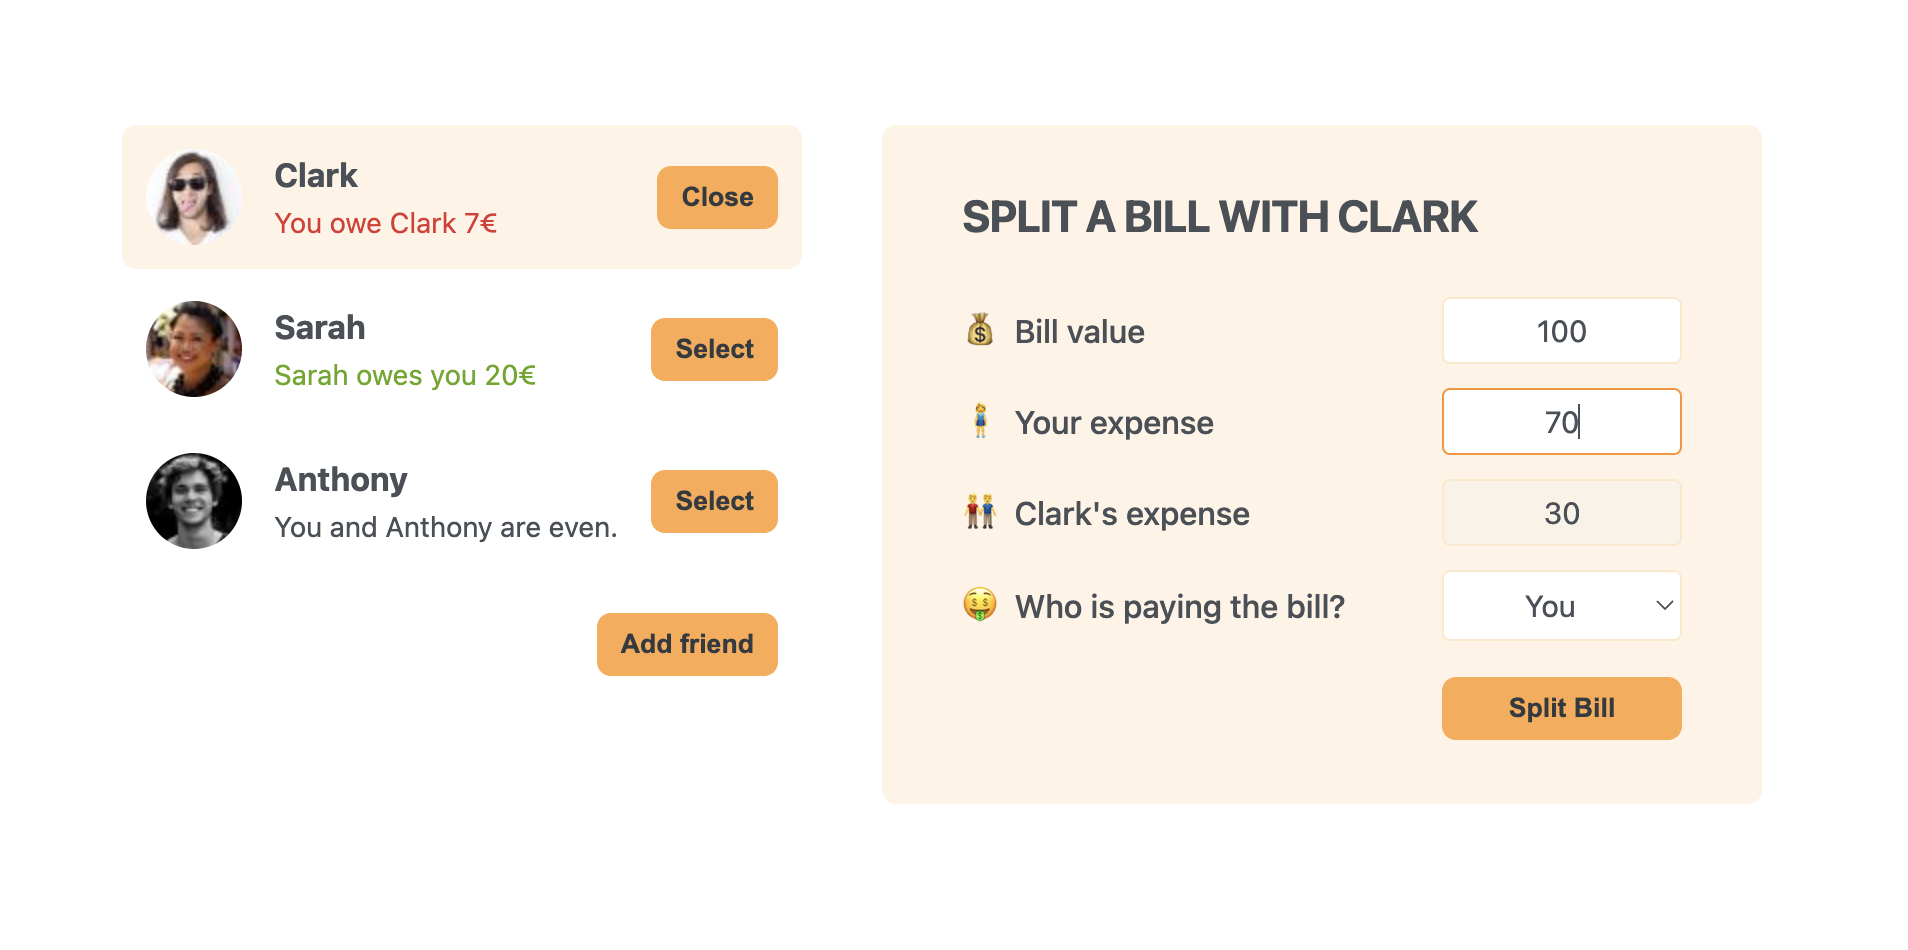 Clark
You owe Clark 7€
Close
Sarah
Sarah owes you 20€
Select
Anthony
You and Anthony are even.
Select
Add friend
SPLIT A BILL WITH CLARK
💰 Bill value
100
🧍‍♀️ Your expense
70
👬 Clark's expense
30
🤑 Who is paying the bill?
You
Split Bill